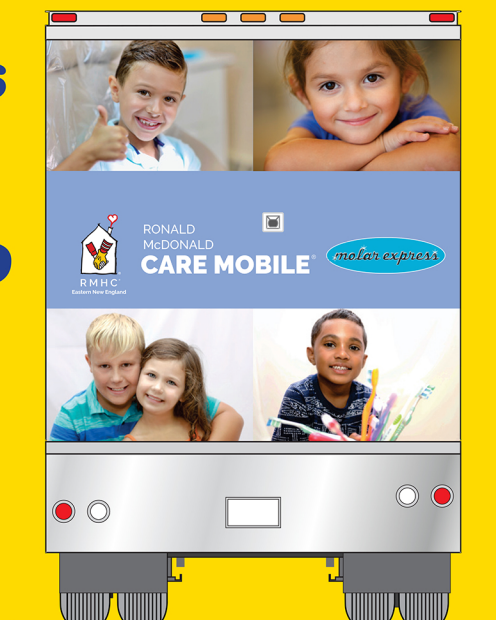 s
RONALD
McDONALD
CARE MOBILE®
molar express
RMHC
Eastern New England